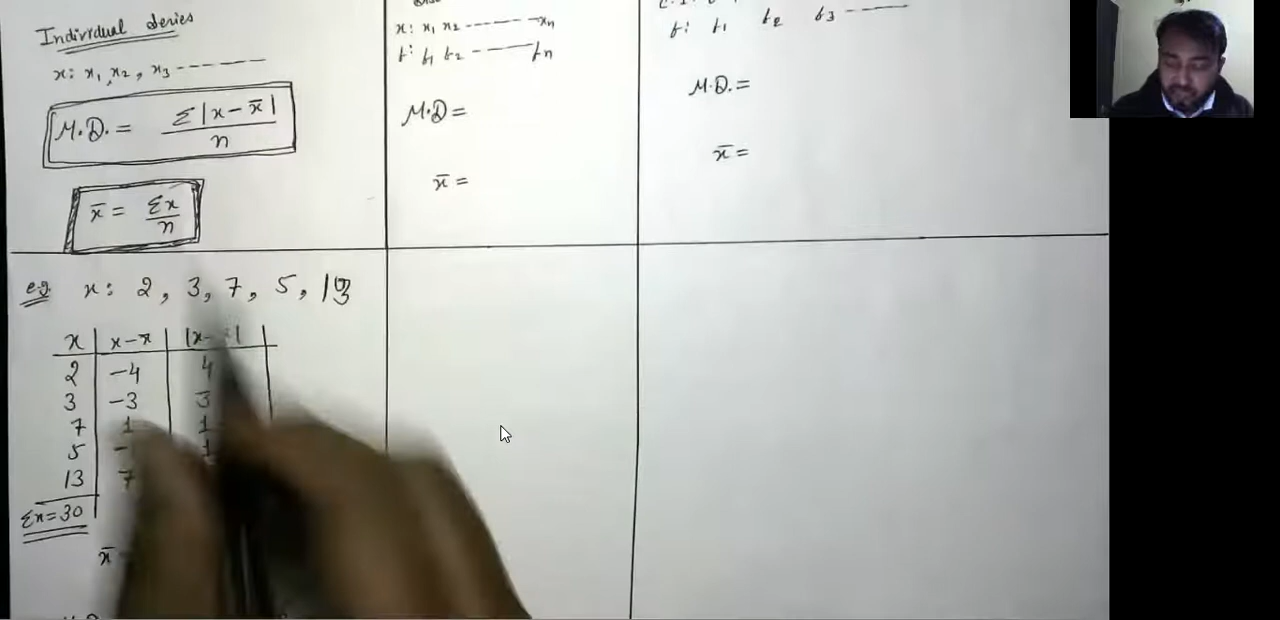 Individual Series
x: x₁, x₂, x₃ -------
M.D. = Σ|x-x̄| / n
x̄ = Σx / n
x: x₁ x₂ ------- xₙ
f: f₁ f₂ ------- fₙ
M.D =
x̄ =
f: f₁ f₂ f₃ -----
M.D. =
x̄ =
e.g. x: 2, 3, 7, 5, 13
x | x-x̄ | |x-x̄|
2 | -4 | 4
3 | -3 | 3
7 | 1 | 1
5 | - | 1
13 | 7
Σx=30
x̄